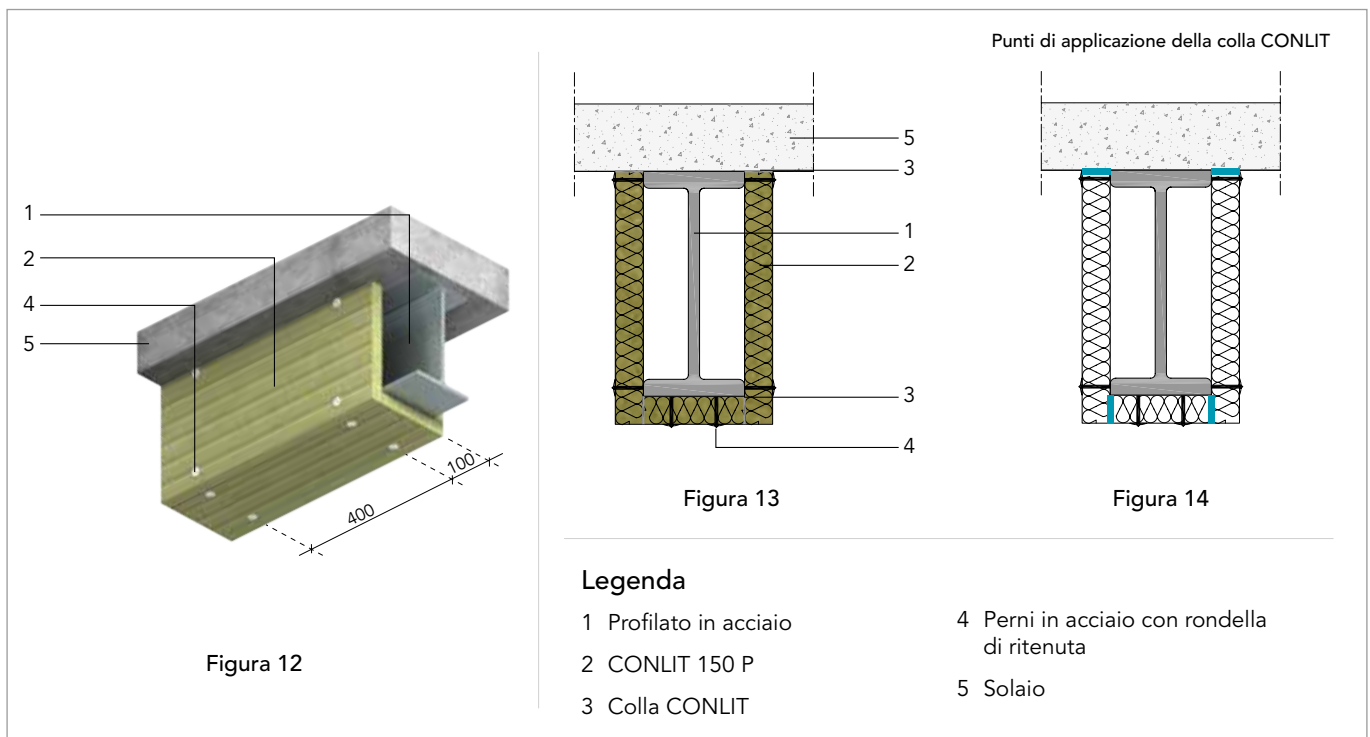 Punti di applicazione della colla CONLIT
1
2
4
5
100
400
Figura 12
5
3
1
2
3
4
Figura 13
Figura 14
Legenda
1 Profilato in acciaio
2 CONLIT 150 P
3 Colla CONLIT
4 Perni in acciaio con rondella
di ritenuta
5 Solaio